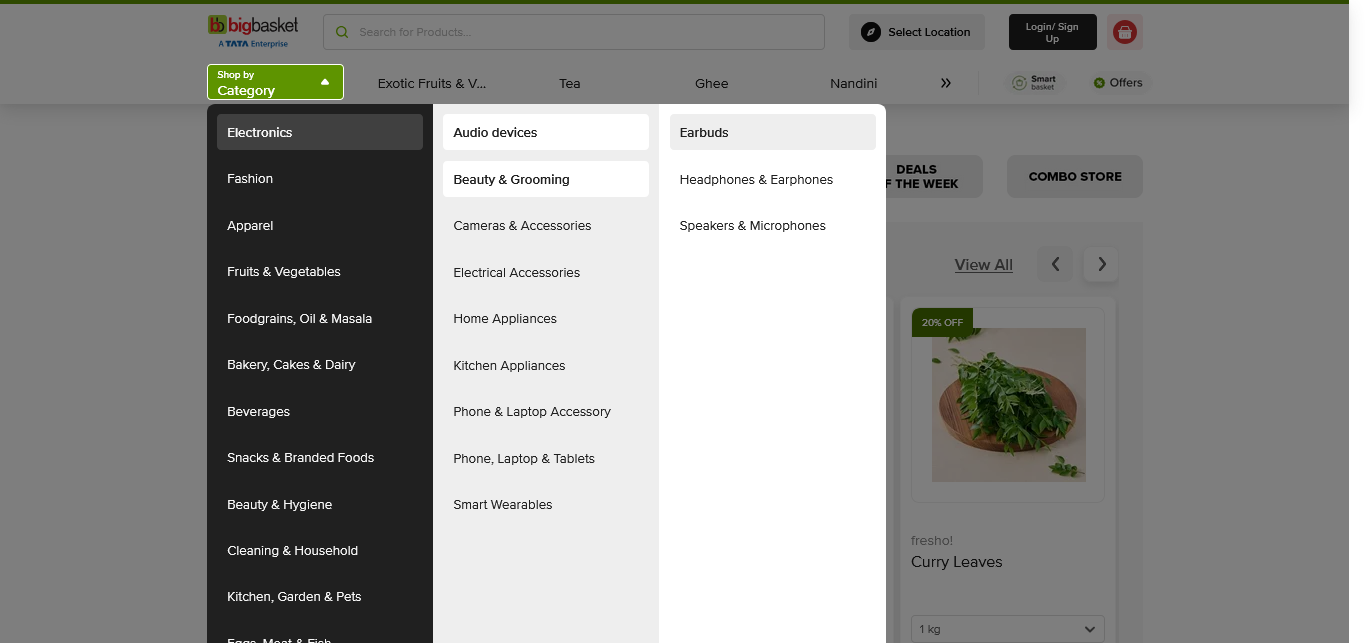 bb bigbasket
A TATA Enterprise
Search for Products...
Select Location
Login/ Sign
Up
Shop by
Category
Exotic Fruits & V...
Tea
Ghee
Nandini
Smart
basket
Offers
Electronics
Fashion
Apparel
Fruits & Vegetables
Foodgrains, Oil & Masala
Bakery, Cakes & Dairy
Beverages
Snacks & Branded Foods
Beauty & Hygiene
Cleaning & Household
Kitchen, Garden & Pets
Eggs, Meat & Fish
Audio devices
Beauty & Grooming
Cameras & Accessories
Electrical Accessories
Home Appliances
Kitchen Appliances
Phone & Laptop Accessory
Phone, Laptop & Tablets
Smart Wearables
Earbuds
Headphones & Earphones
Speakers & Microphones
DEALS
F THE WEEK
COMBO STORE
View All
20% OFF
fresho!
Curry Leaves
1 kg